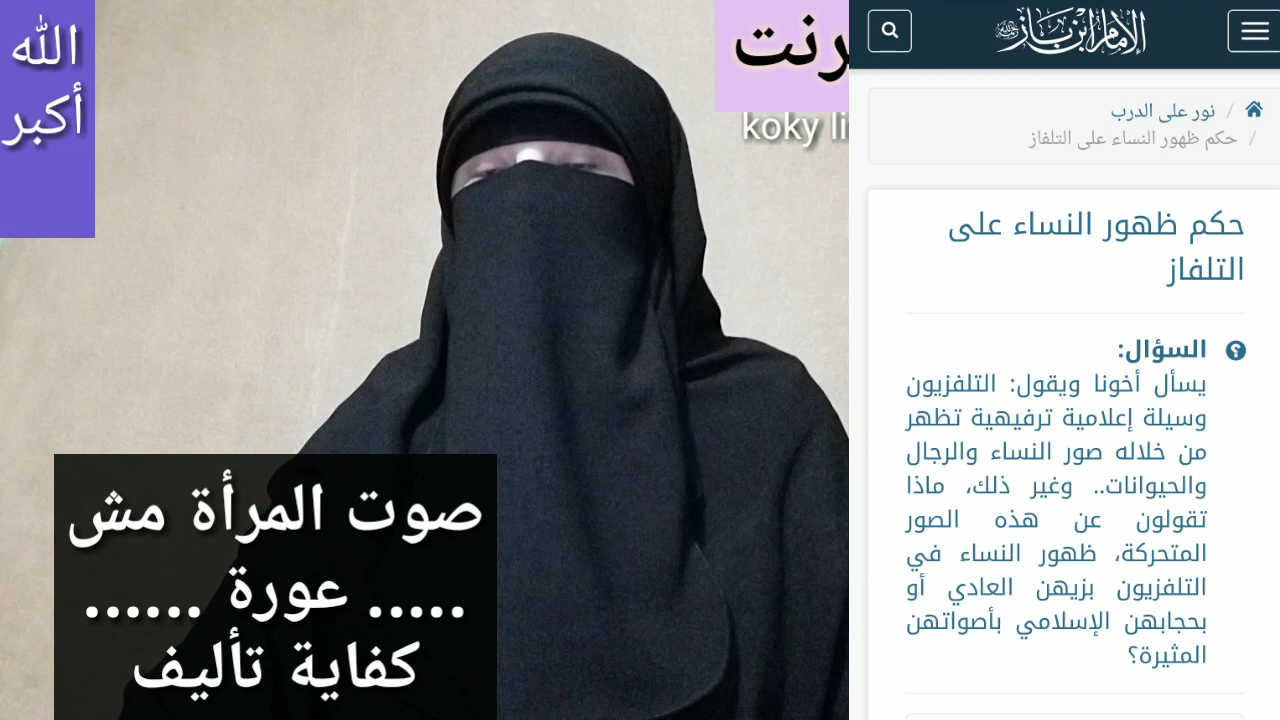 الله
أكبر
koky li
صوت المرأة مش
..... عورة ......
كفاية تأليف
الإمام ابن باز
نور على الدرب /
/ حكم ظهور النساء على التلفاز
حكم ظهور النساء على
التلفاز
السؤال:
يسأل أخونا ويقول: التلفزيون
وسيلة إعلامية ترفيهية تظهر
من خلاله صور النساء والرجال
والحيوانات.. وغير ذلك، ماذا
تقولون عن هذه الصور
المتحركة، ظهور النساء في
التلفزيون بزيهن العادي أو
بحجابهن الإسلامي بأصواتهن
المثيرة؟